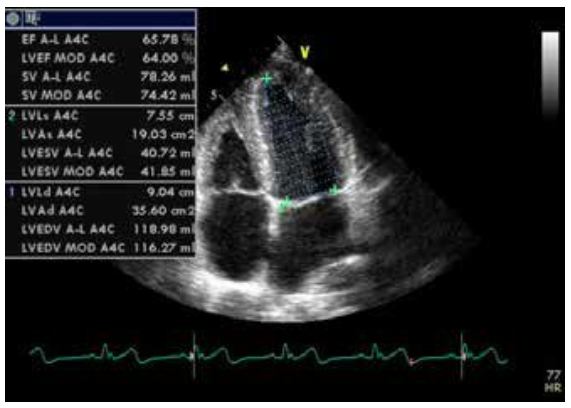 EF A-L A4C 65.78 %
LVEF MOD A4C 64.00 %
SV A-L A4C 78.26 ml
SV MOD A4C 74.42 ml
2 LVLs A4C 7.55 cm
LVAs A4C 19.03 cm2
LVESV A-L A4C 40.72 ml
LVESV MOD A4C 41.85 ml
1 LVLd A4C 9.04 cm
LVAd A4C 35.60 cm2
LVEDV A-L A4C 118.98 ml
LVEDV MOD A4C 116.27 ml
V
5
77
HR